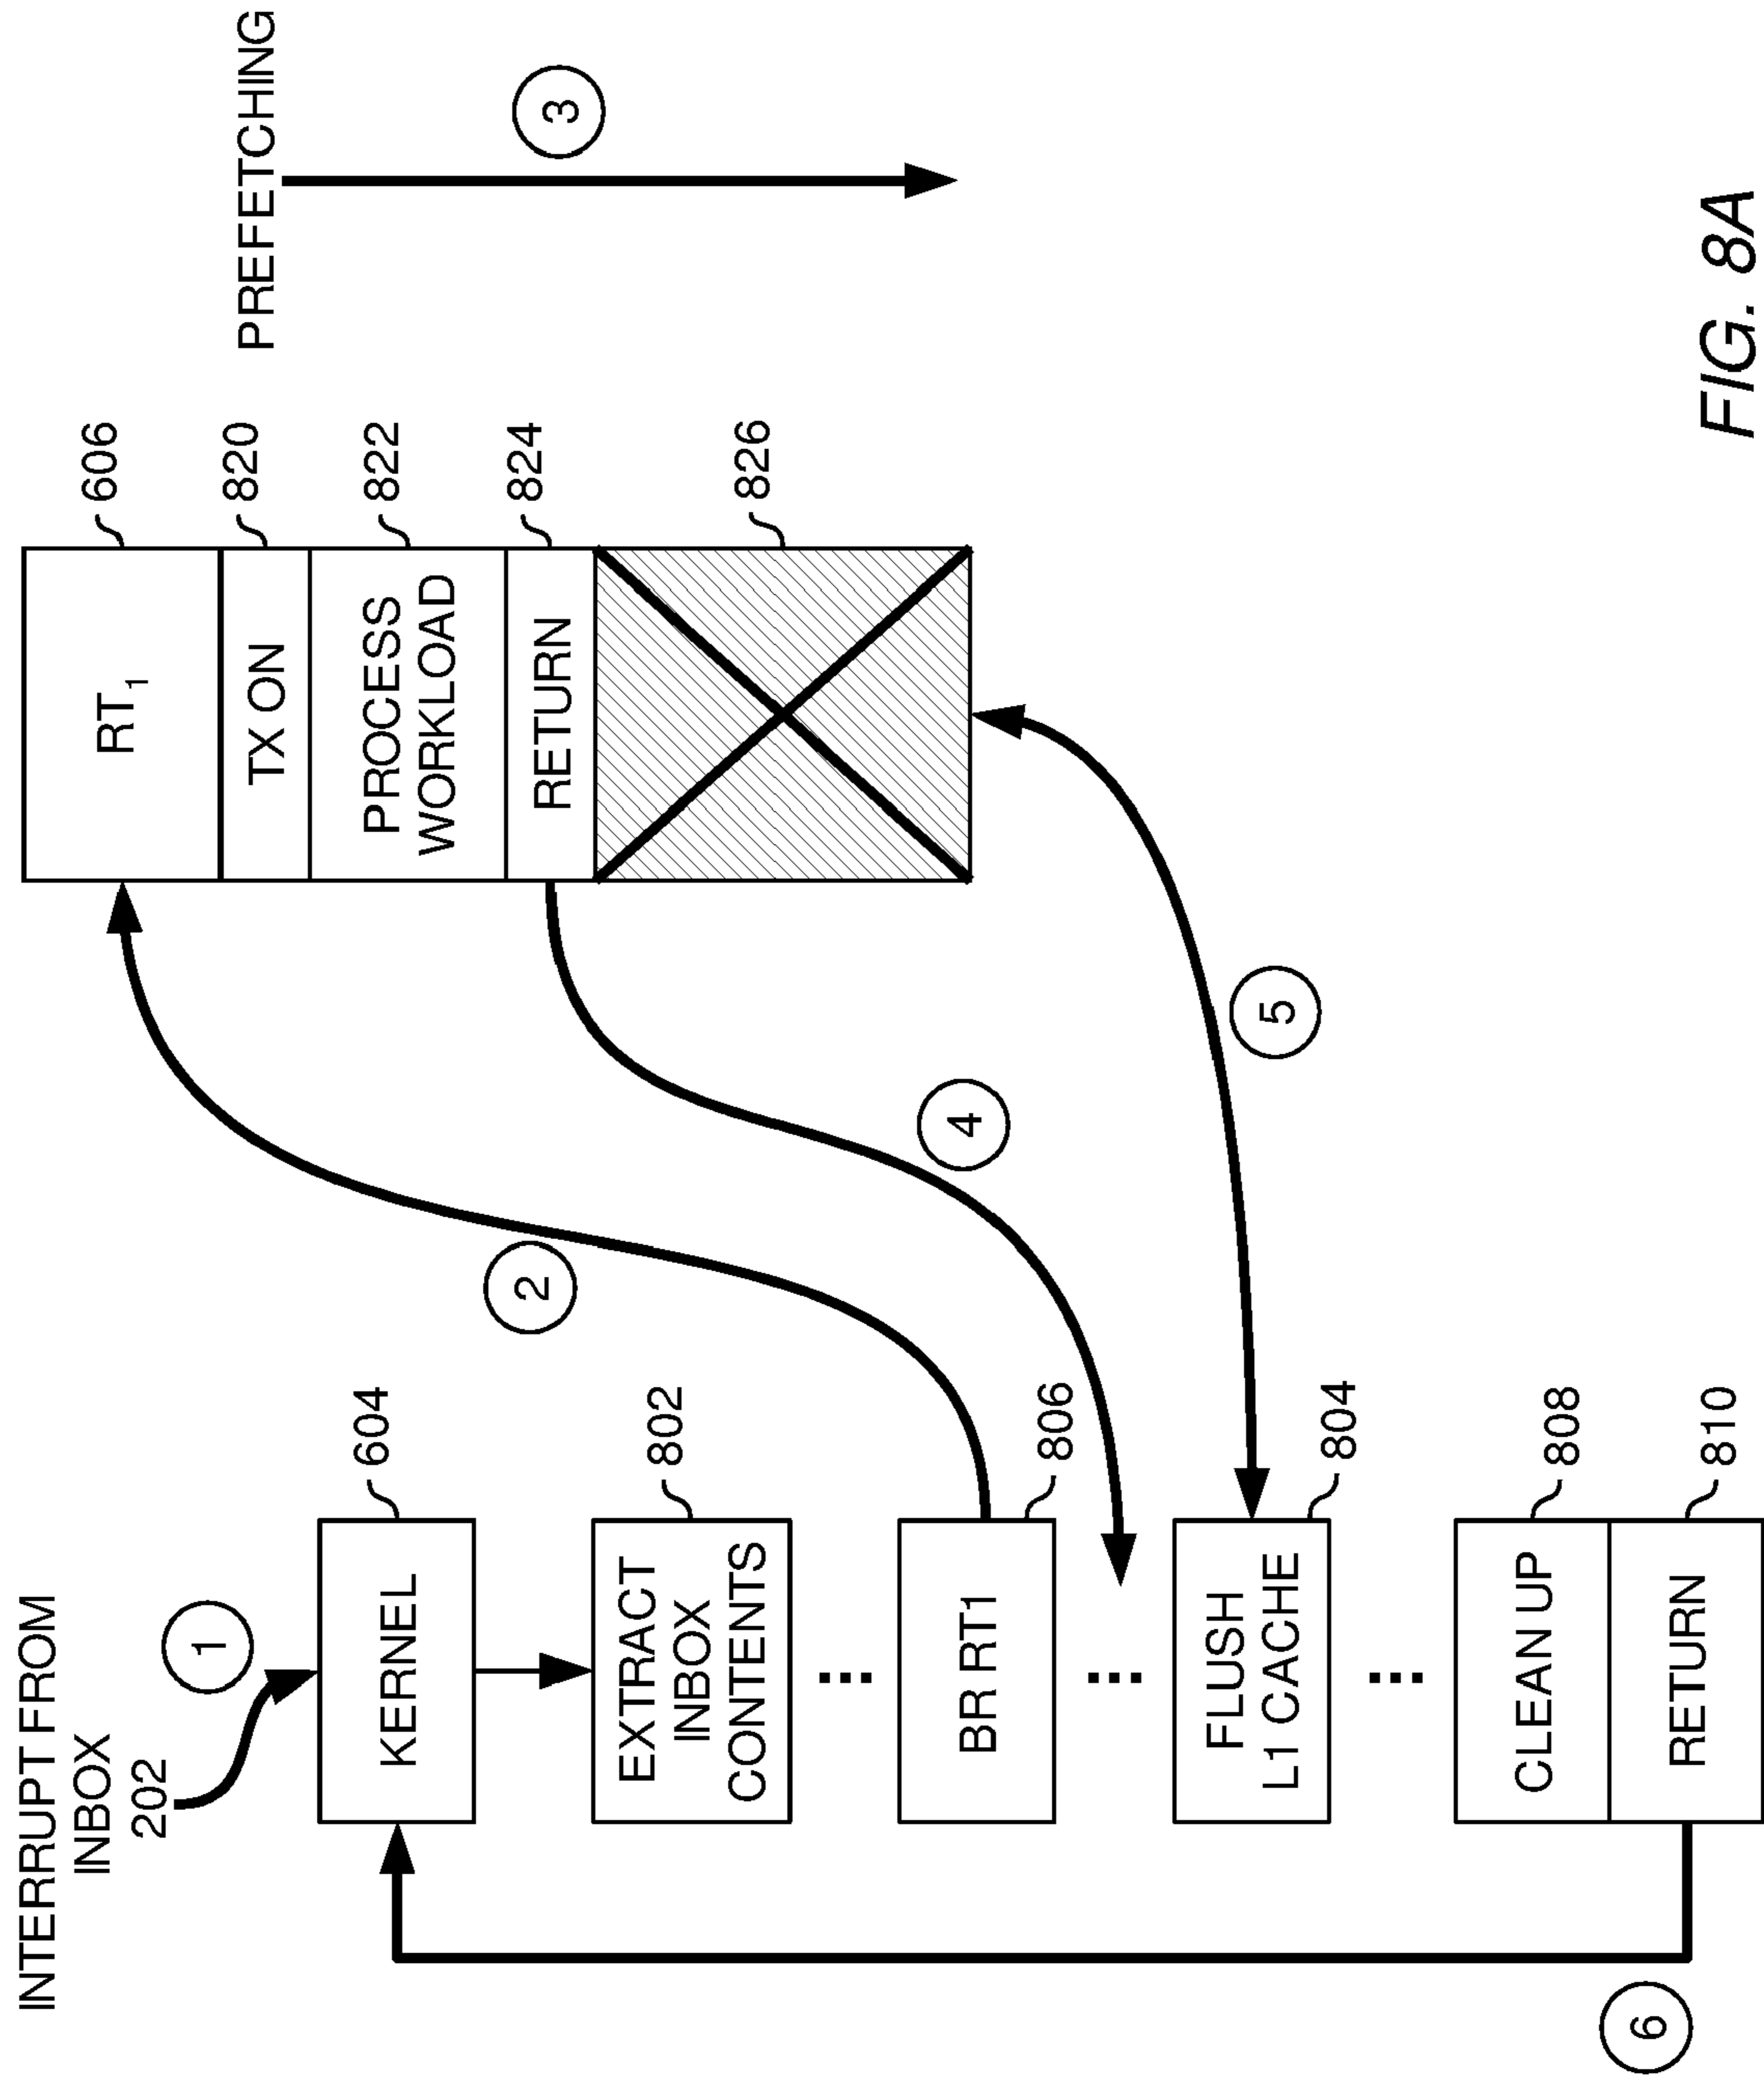 INTERRUPT FROM
INBOX
202
1
KERNEL
604
EXTRACT
INBOX
CONTENTS
802
BR RT1
806
FLUSH
L1 CACHE
804
CLEAN UP
808
RETURN
810
6
2
4
5
RT1
606
TX ON
820
PROCESS
WORKLOAD
822
RETURN
824
826
PREFETCHING
3
FIG. 8A